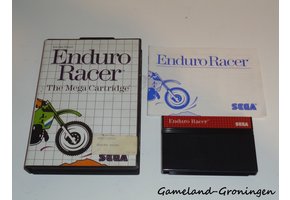 Enduro
Racer
The Mega Cartridge
SEGA
Enduro Racer
SEGA
Enduro Racer
SEGA
Gameland-Groningen